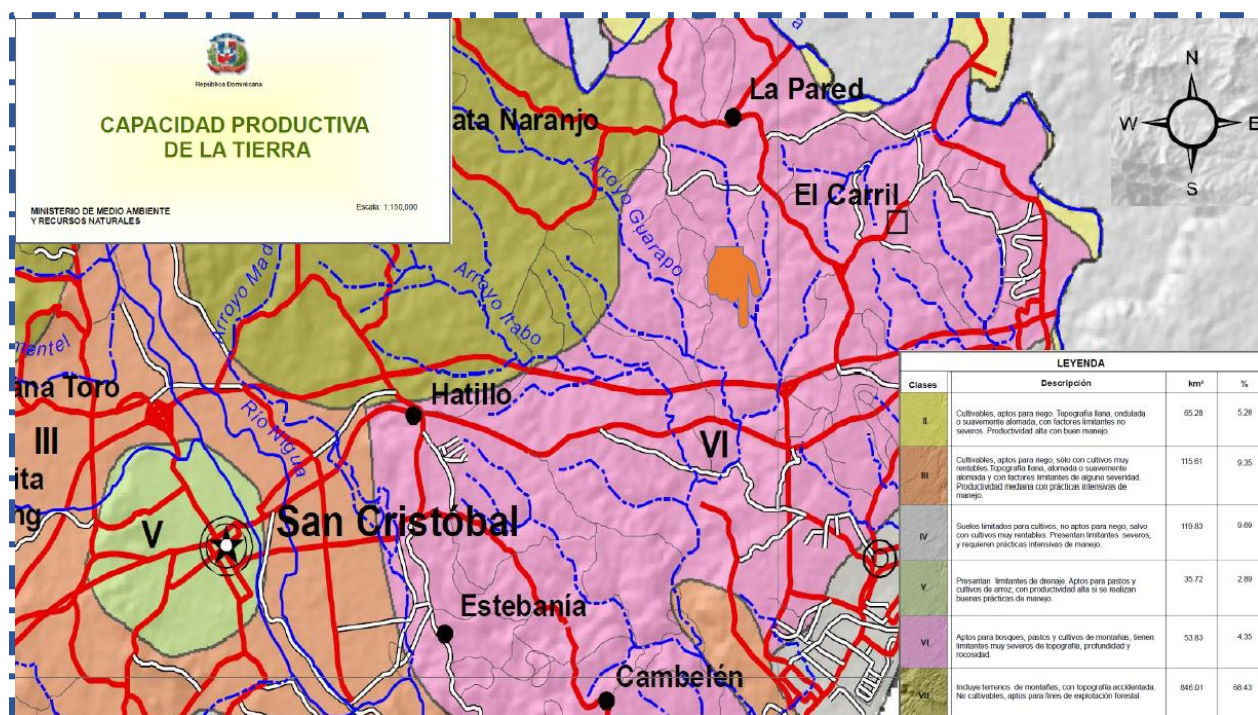 República Dominicana
CAPACIDAD PRODUCTIVA
DE LA TIERRA
MINISTERIO DE MEDIO AMBIENTE
Y RECURSOS NATURALES
Escala: 1:150,000
ata Naranjo
La Pared
El Carril
Arroyo Guarapo
Arroyo Mad
Arroyo Itabo
mentel
ana Toro
III
ita
ng
Río Nigua
Hatillo
VI
V
San Cristóbal
Estebanía
Cambelén
N
W
E
S
LEYENDA
Clases Descripción km² %
II Cultivables, aptos para riego. Topografía llana, ondulada
o suavemente alomada, con factores limitantes no
severos. Productividad alta con buen manejo. 65.28 5.28
III Cultivables, aptos para riego, sólo con cultivos muy
rentables.Topografía llana, alomada o suavemente
alomada y con factores limitantes de alguna severidad.
Productividad mediana con prácticas intensivas de
manejo. 115.61 9.35
IV Suelos limitados para cultivos, no aptos para riego, salvo
con cultivos muy rentables. Presentan limitantes severos,
y requieren prácticas intensivas de manejo. 119.83 9.69
V Presentan limitantes de drenaje. Aptos para pastos y
cultivos de arroz, con productividad alta si se realizan
buenas prácticas de manejo. 35.72 2.89
VI Aptos para bosques, pastos y cultivos de montañas, tienen
limitantes muy severos de topografía, profundidad y
rocosidad. 53.83 4.35
VII Incluye terrenos de montañas, con topografía accidentada.
No cultivables, aptos para fines de explotación forestal. 846.01 68.43